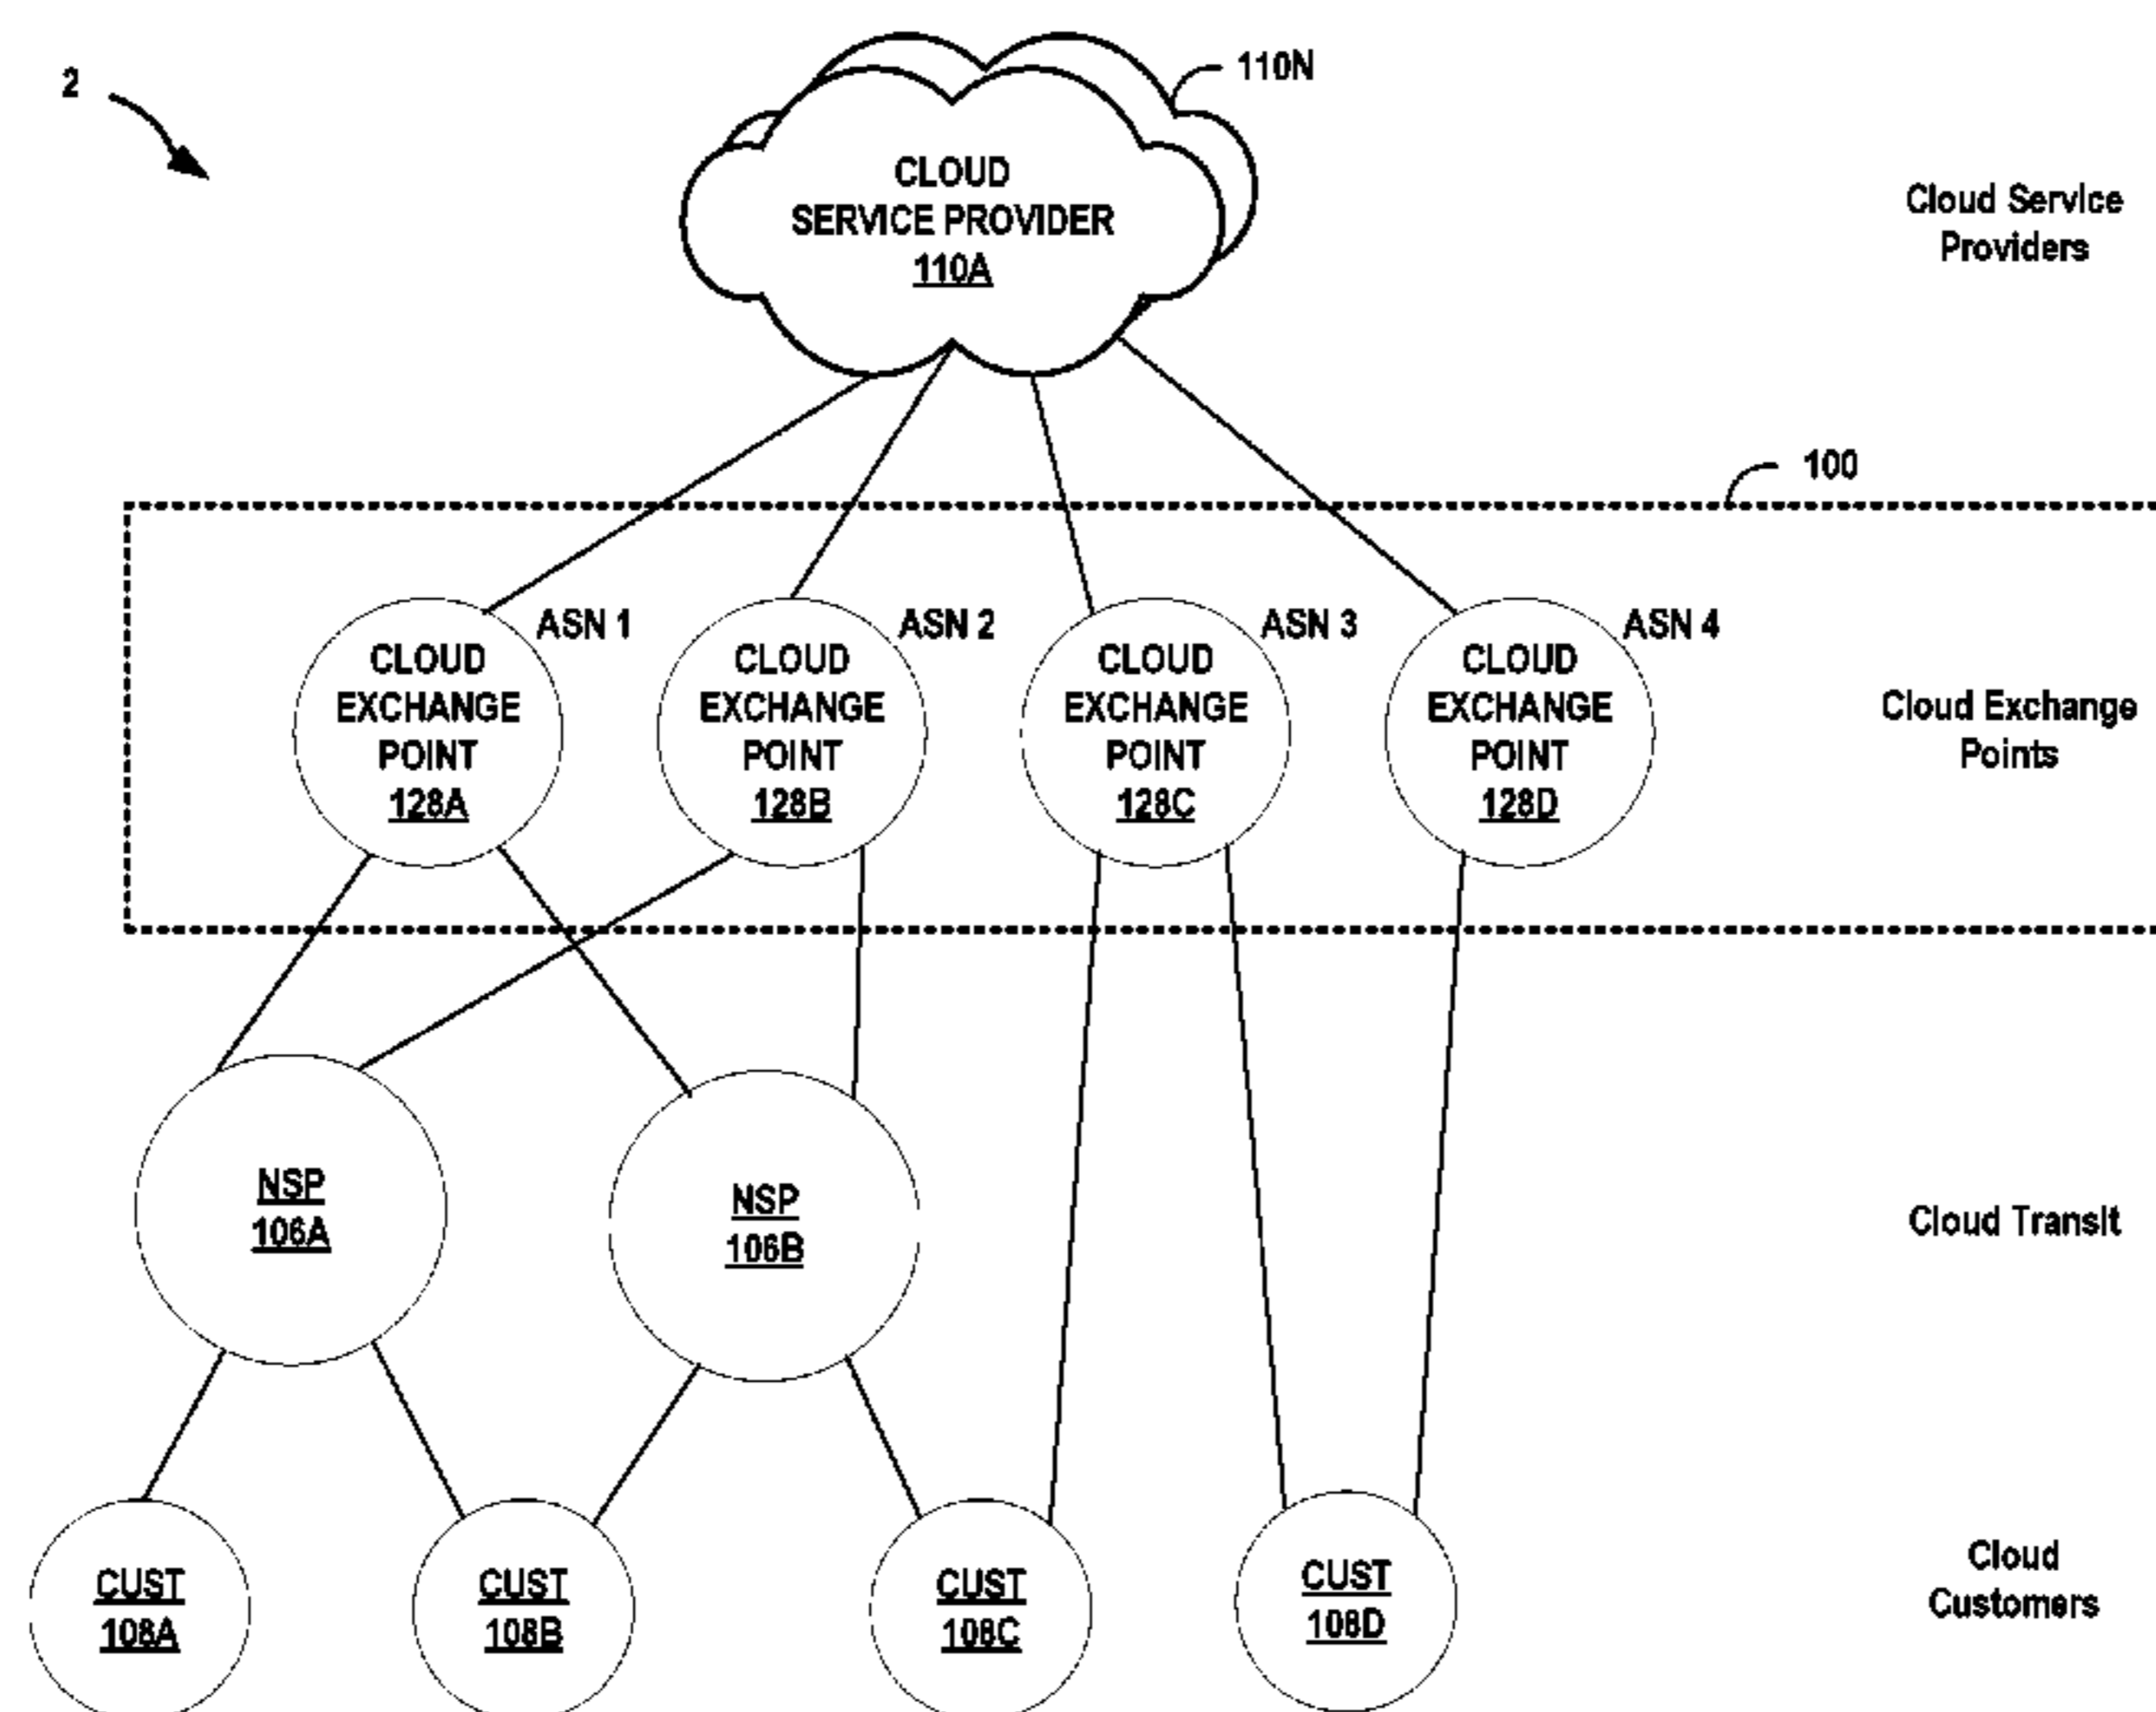 2
110N
CLOUD
SERVICE PROVIDER
110A
Cloud Service
Providers
100
ASN 1
ASN 2
ASN 3
ASN 4
CLOUD
EXCHANGE
POINT
128A
CLOUD
EXCHANGE
POINT
128B
CLOUD
EXCHANGE
POINT
128C
CLOUD
EXCHANGE
POINT
128D
Cloud Exchange
Points
NSP
106A
NSP
106B
Cloud Transit
CUST
108A
CUST
108B
CUST
108C
CUST
108D
Cloud
Customers